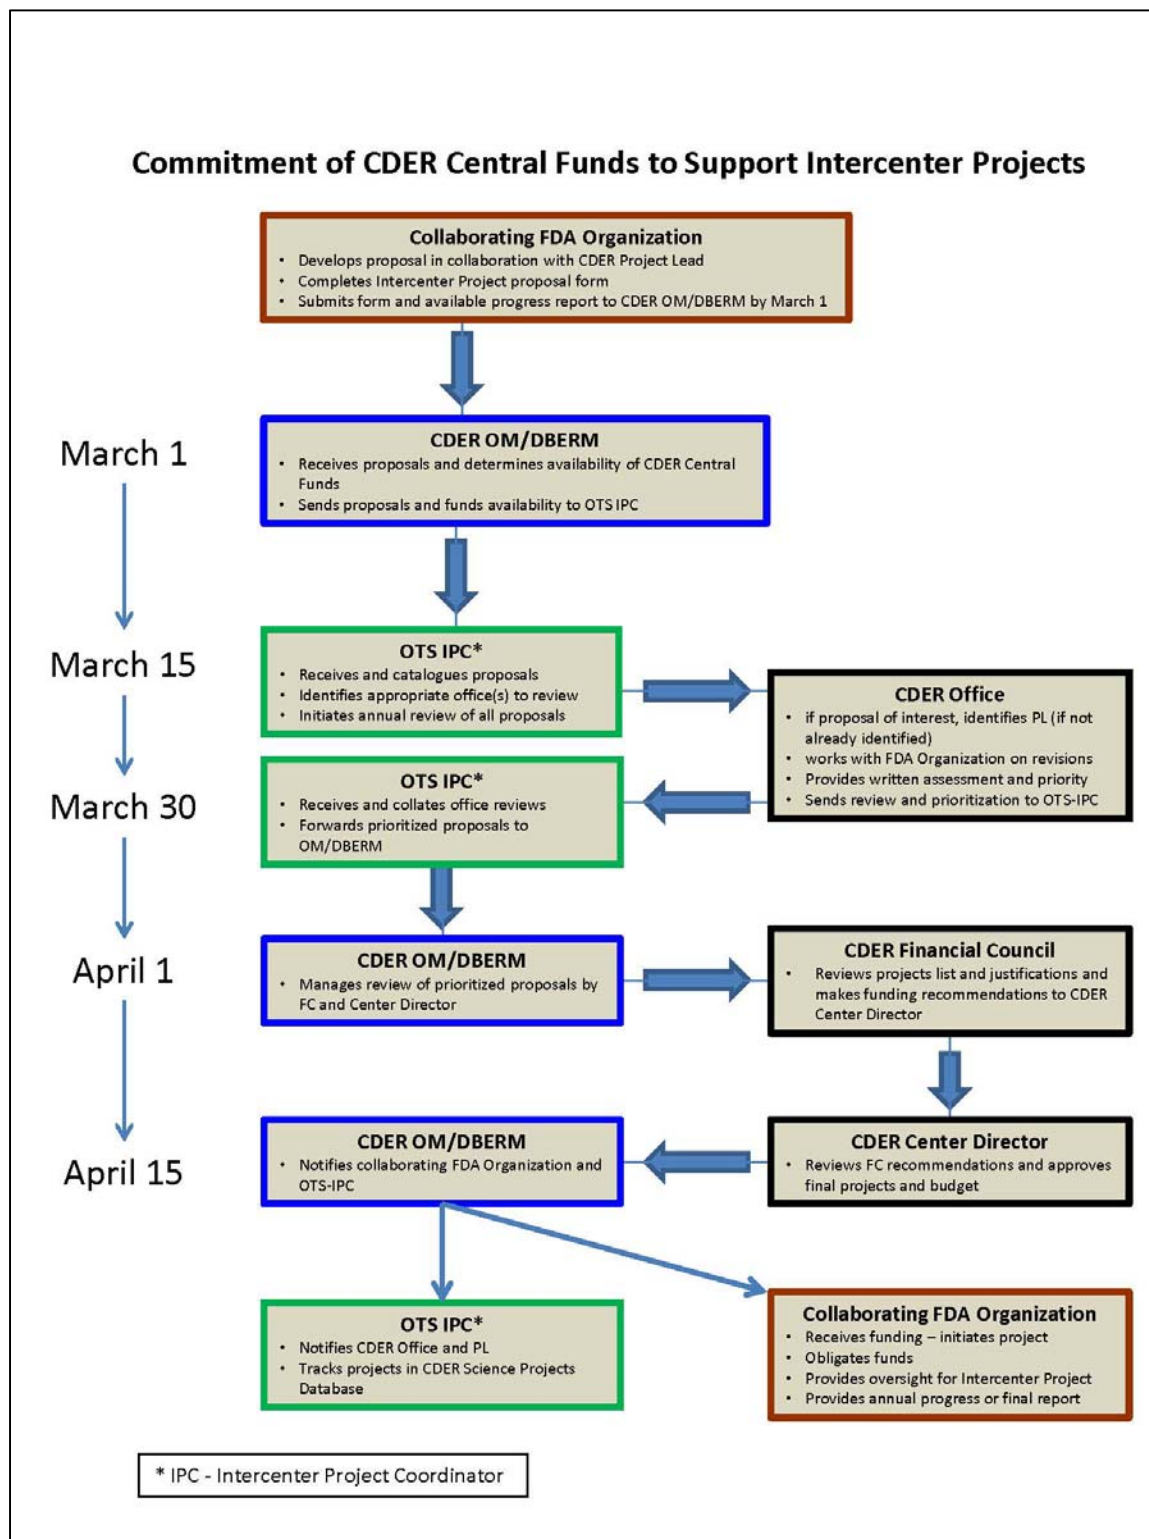 Commitment of CDER Central Funds to Support Intercenter Projects
Collaborating FDA Organization
• Develops proposal in collaboration with CDER Project Lead
• Completes Intercenter Project proposal form
• Submits form and available progress report to CDER OM/DBERM by March 1
March 1
CDER OM/DBERM
• Receives proposals and determines availability of CDER Central
Funds
• Sends proposals and funds availability to OTS IPC
March 15
OTS IPC*
• Receives and catalogues proposals
• Identifies appropriate office(s) to review
• Initiates annual review of all proposals
CDER Office
• if proposal of interest, identifies PL (if not
already identified)
• works with FDA Organization on revisions
• Provides written assessment and priority
• Sends review and prioritization to OTS-IPC
March 30
OTS IPC*
• Receives and collates office reviews
• Forwards prioritized proposals to
OM/DBERM
April 1
CDER OM/DBERM
• Manages review of prioritized proposals by
FC and Center Director
CDER Financial Council
• Reviews projects list and justifications and
makes funding recommendations to CDER
Center Director
April 15
CDER OM/DBERM
• Notifies collaborating FDA Organization and
OTS-IPC
CDER Center Director
• Reviews FC recommendations and approves
final projects and budget
OTS IPC*
• Notifies CDER Office and PL
• Tracks projects in CDER Science Projects
Database
Collaborating FDA Organization
• Receives funding – initiates project
• Obligates funds
• Provides oversight for Intercenter Project
• Provides annual progress or final report
* IPC - Intercenter Project Coordinator